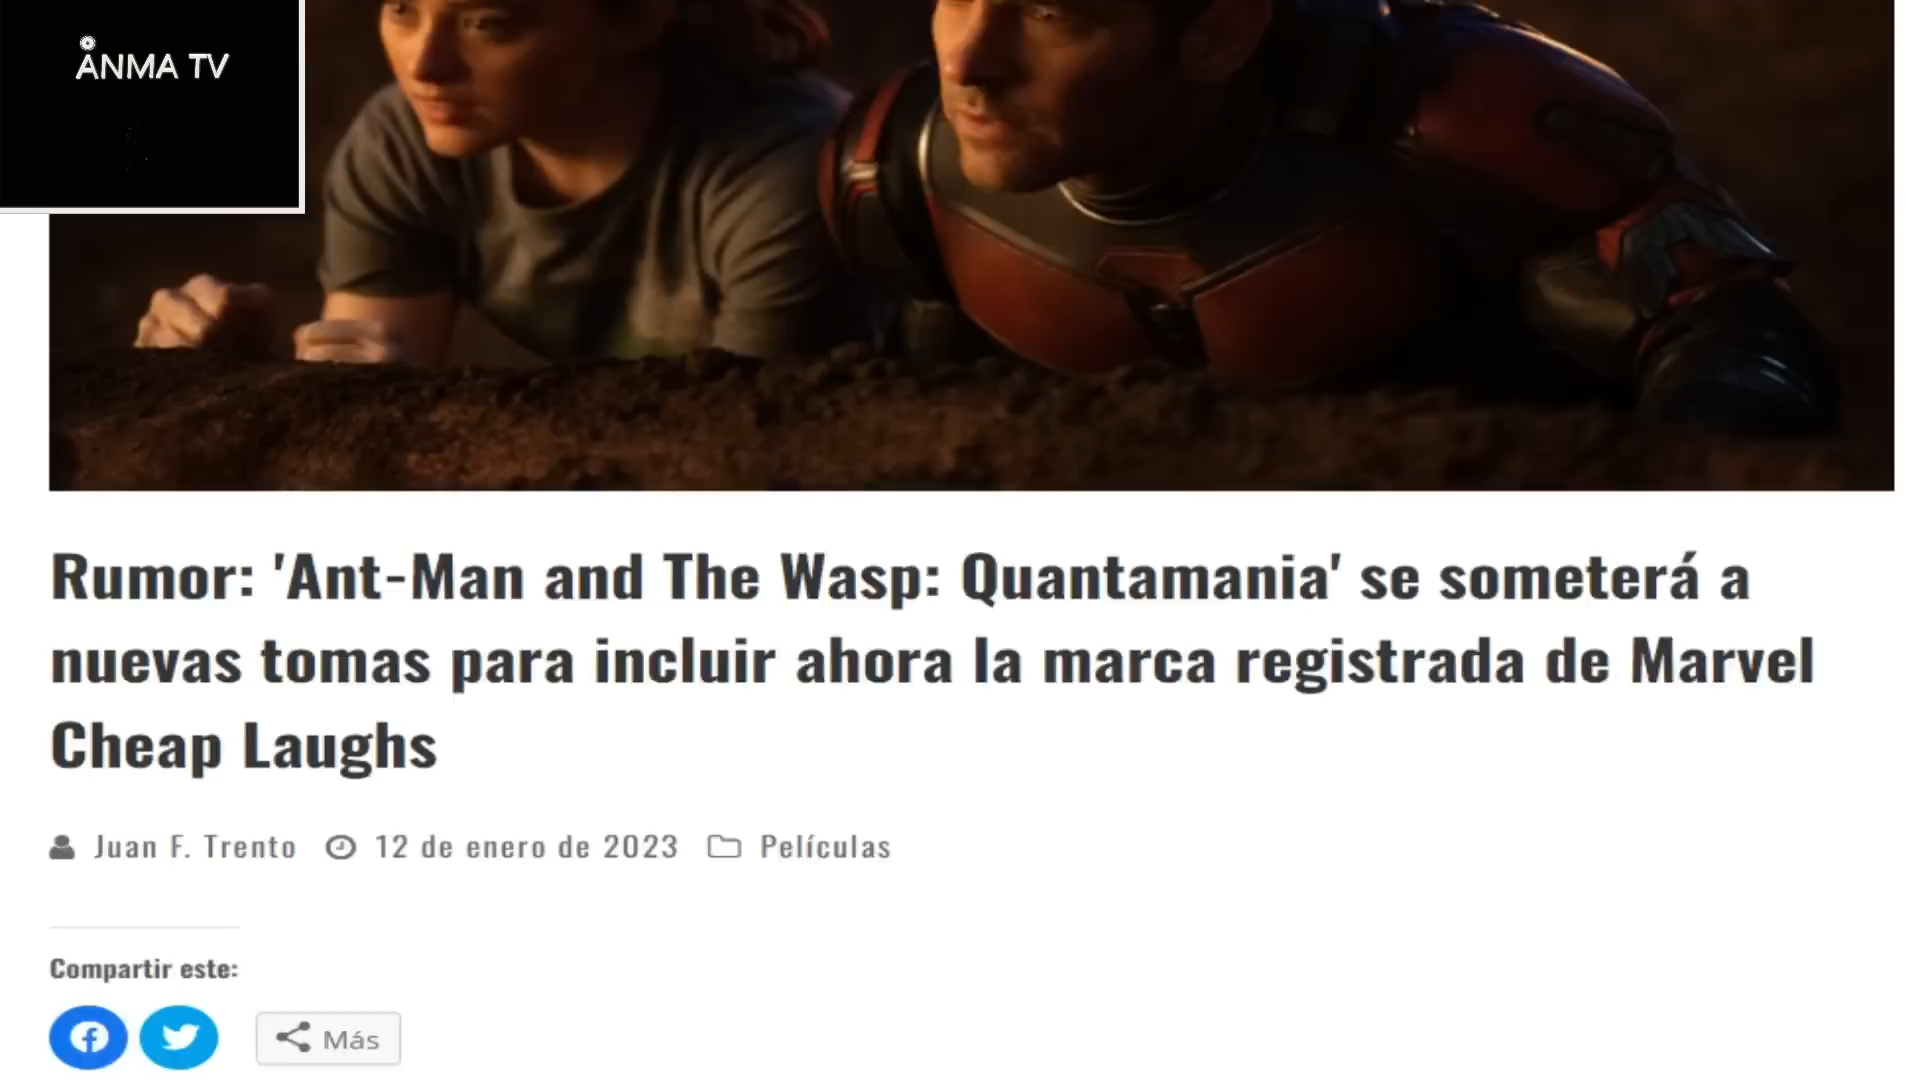 ANMA TV
Rumor: 'Ant-Man and The Wasp: Quantamania' se someterá a
nuevas tomas para incluir ahora la marca registrada de Marvel
Cheap Laughs
Juan F. Trento 12 de enero de 2023 Películas
Compartir este:
Más